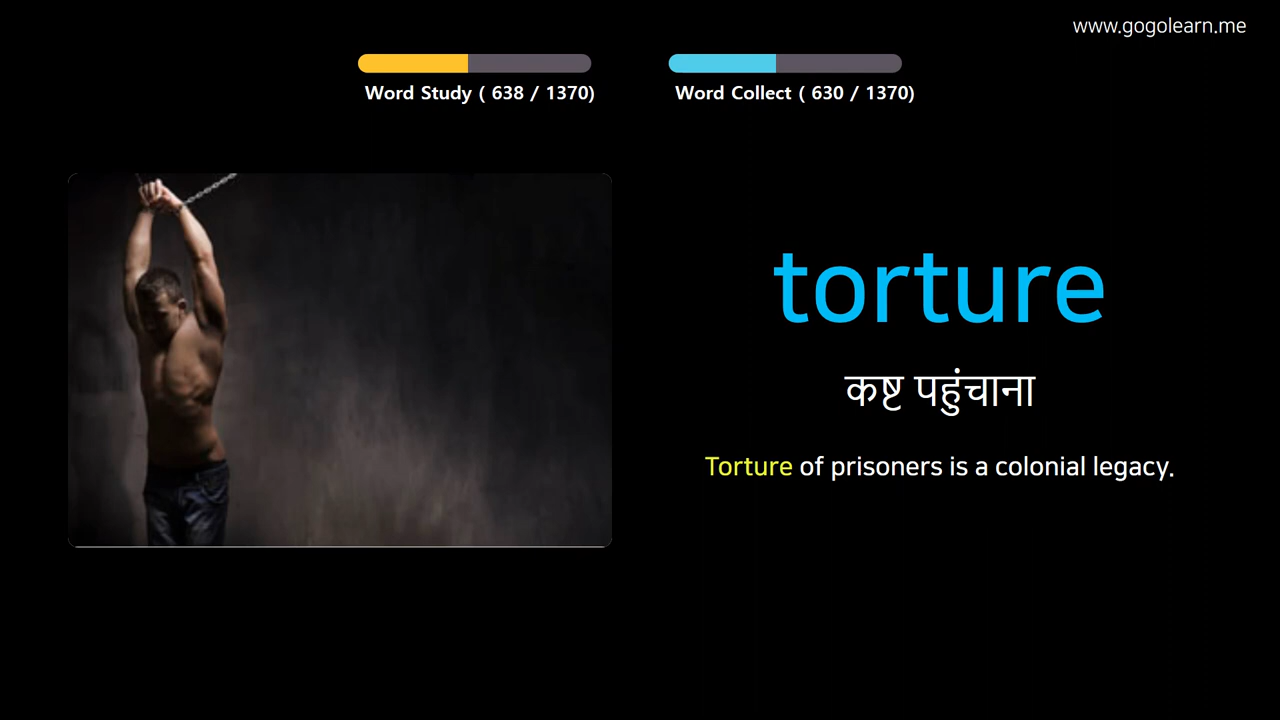 www.gogolearn.me
Word Study ( 638 / 1370)
Word Collect ( 630 / 1370)
torture
कष्ट पहुंचाना
Torture of prisoners is a colonial legacy.